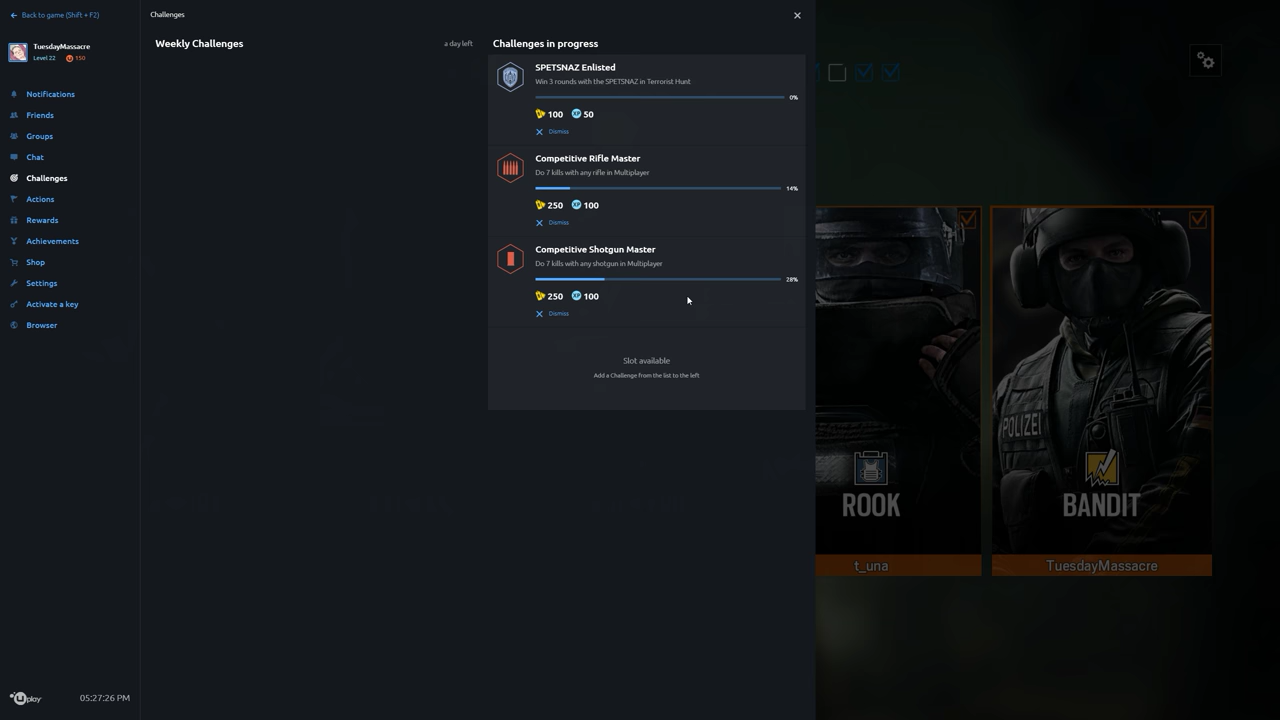 Back to game (Shift + F2)
TuesdayMassacre
Level 22
150
Notifications
Friends
Groups
Chat
Challenges
Actions
Rewards
Achievements
Shop
Settings
Activate a key
Browser
uplay
05:27:26 PM
Challenges
Weekly Challenges
a day left
Challenges in progress
SPETSNAZ Enlisted
Win 3 rounds with the SPETSNAZ in Terrorist Hunt
0%
100 XP 50
Dismiss
Competitive Rifle Master
Do 7 kills with any rifle in Multiplayer
14%
250 XP 100
Dismiss
Competitive Shotgun Master
Do 7 kills with any shotgun in Multiplayer
28%
250 XP 100
Dismiss
Slot available
Add a Challenge from the list to the left
POLIZEI
ROOK
BANDIT
t_una
TuesdayMassacre